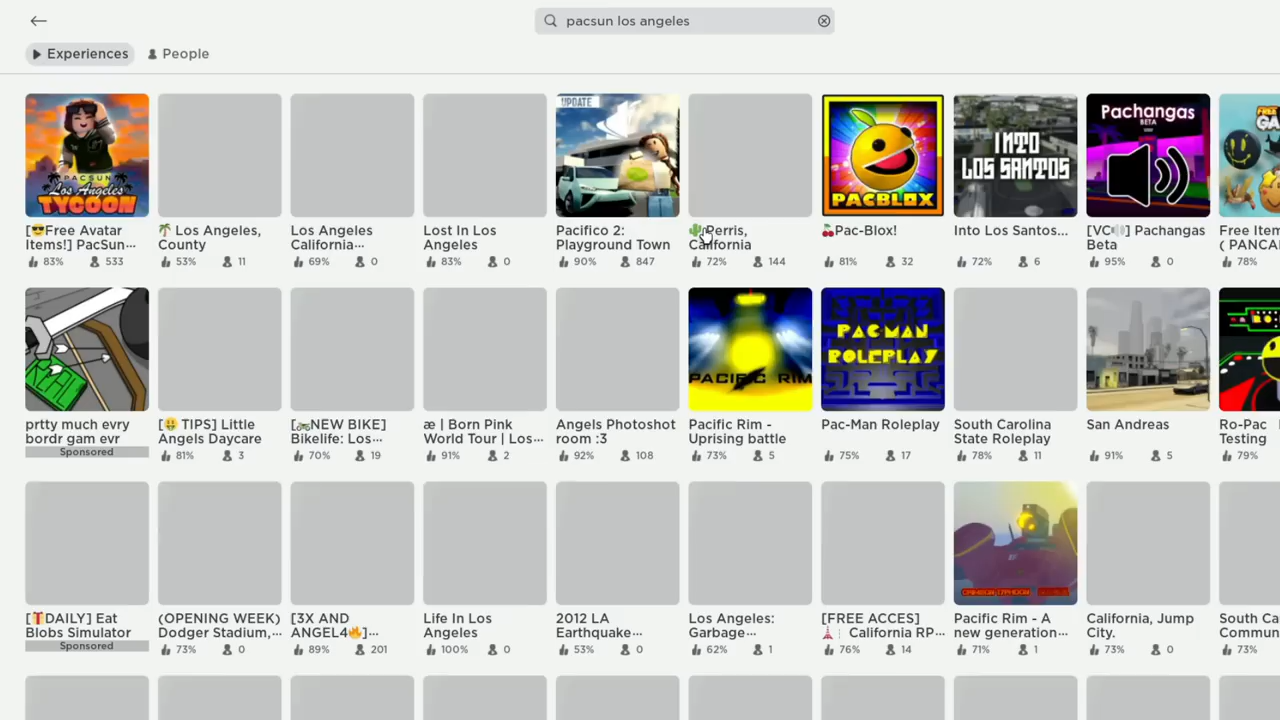 pacsun los angeles
Experiences
People
PACSUN
Los Angeles
TYCOON
UPDATE
PACBLOX
INTO
LOS SANTOS
Pachangas
BETA
[😎Free Avatar
Items!] PacSun…
83% 533
🌴 Los Angeles,
County
53% 11
Los Angeles
California…
69% 0
Lost In Los
Angeles
83% 0
Pacifico 2:
Playground Town
90% 847
🌵 Perris,
California
72% 144
🍒Pac-Blox!
81% 32
Into Los Santos…
72% 6
[VC🔊] Pachangas
Beta
95% 0
Free Item
( PANCA
78%
PACIFIC RIM
PAC MAN
ROLEPLAY
prtty much evry
bordr gam evr
Sponsored
[🤑 TIPS] Little
Angels Daycare
81% 3
[🏍️NEW BIKE]
Bikelife: Los…
70% 19
æ | Born Pink
World Tour | Los…
91% 2
Angels Photoshot
room :3
92% 108
Pacific Rim -
Uprising battle
73% 5
Pac-Man Roleplay
75% 17
South Carolina
State Roleplay
78% 11
San Andreas
91% 5
Ro-Pac
Testing
79%
[🎁DAILY] Eat
Blobs Simulator
Sponsored
(OPENING WEEK)
Dodger Stadium,…
73% 0
[3X AND
ANGEL4🔥]…
89% 201
Life In Los
Angeles
100% 0
2012 LA
Earthquake…
53% 0
Los Angeles:
Garbage…
62% 1
[FREE ACCES]
🗼| California RP…
76% 14
Pacific Rim - A
new generation…
71% 1
California, Jump
City.
73% 0
South Ca
Commun
73%